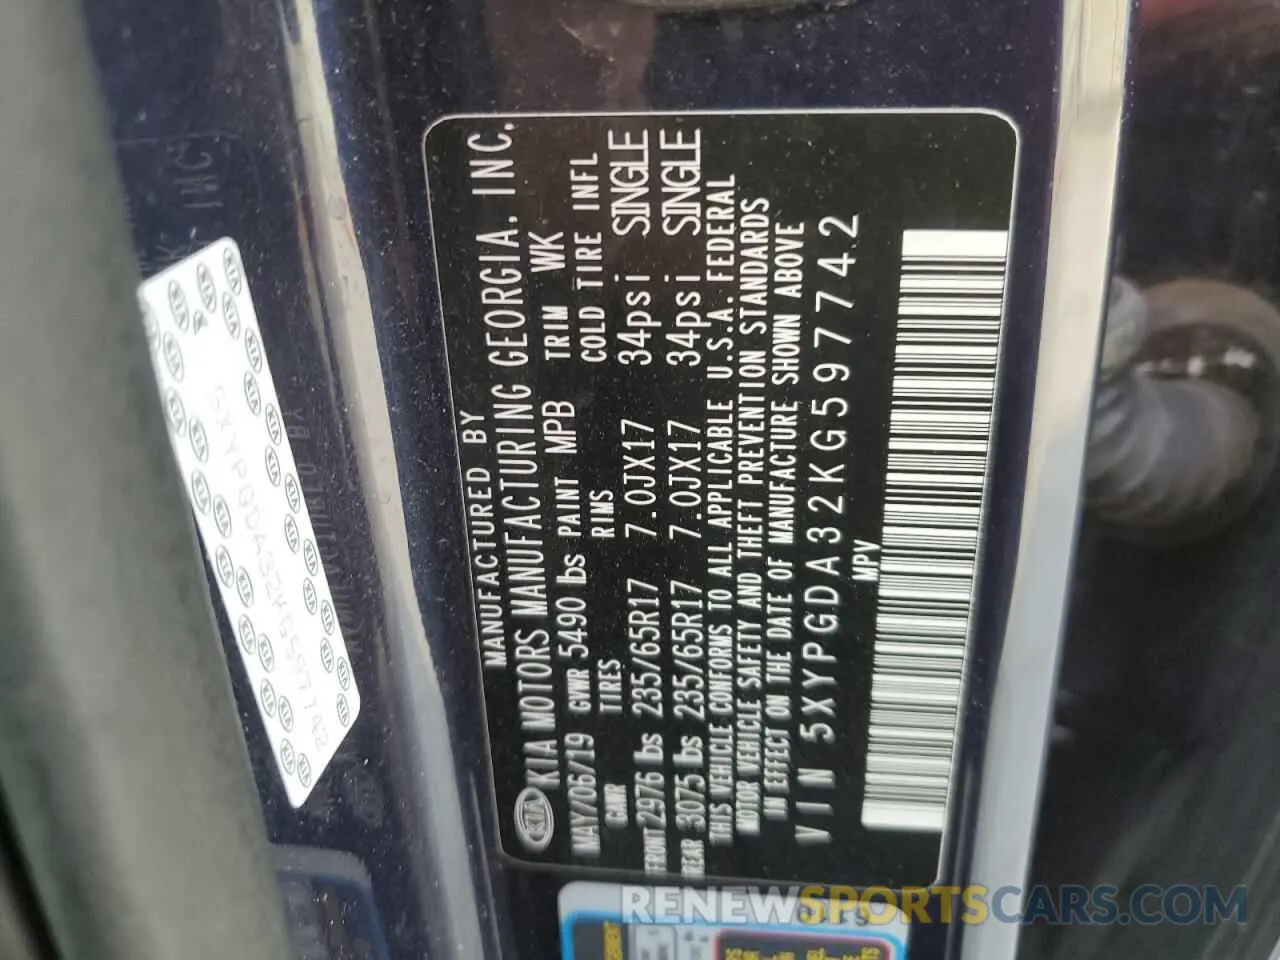 MANUFACTURED BY
KIA KIA MOTORS MANUFACTURING GEORGIA. INC.
MAY/06/19 GVWR 5490 lbs PAINT MPB TRIM WK
GAWR TIRES RIMS COLD TIRE INFL
FRONT 2976 lbs 235/65R17 7.0JX17 34psi SINGLE
REAR 3075 lbs 235/65R17 7.0JX17 34psi SINGLE
THIS VEHICLE CONFORMS TO ALL APPLICABLE U.S.A. FEDERAL
MOTOR VEHICLE SAFETY AND THEFT PREVENTION STANDARDS
IN EFFECT ON THE DATE OF MANUFACTURE SHOWN ABOVE
VIN 5XYPGDA32KG597742
MPV
5XYPGDA32KG597742
RENEWSPORTSCARS.COM